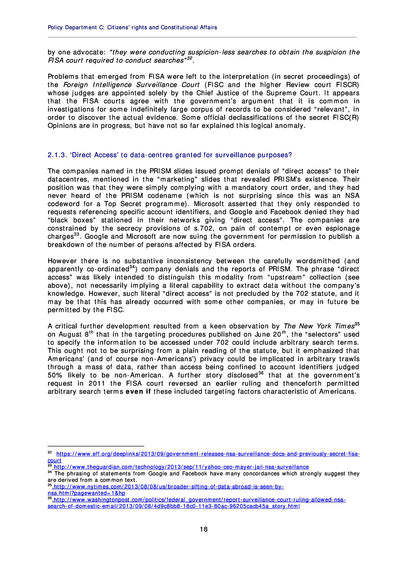 Policy Department C: Citizens' rights and Constitutional Affairs
by one advocate: "they were conducting suspicion-less searches to obtain the suspicion the
FISA court required to conduct searches"32.
Problems that emerged from FISA were left to the interpretation (in secret proceedings) of
the Foreign Intelligence Surveillance Court (FISC and the higher Review court FISCR)
whose judges are appointed solely by the Chief Justice of the Supreme Court. It appears
that the FISA courts agree with the government's argument that it is common in
investigations for some indefinitely large corpus of records to be considered "relevant", in
order to discover the actual evidence. Some official declassifications of the secret FISC(R)
Opinions are in progress, but have not so far explained this logical anomaly.
2.1.3. 'Direct Access' to data-centres granted for surveillance purposes?
The companies named in the PRISM slides issued prompt denials of "direct access" to their
datacentres, mentioned in the "marketing" slides that revealed PRISM's existence. Their
position was that they were simply complying with a mandatory court order, and they had
never heard of the PRISM codename (which is not surprising since this was an NSA
codeword for a Top Secret programme). Microsoft asserted that they only responded to
requests referencing specific account identifiers, and Google and Facebook denied they had
"black boxes" stationed in their networks giving "direct access". The companies are
constrained by the secrecy provisions of s.702, on pain of contempt or even espionage
charges33. Google and Microsoft are now suing the government for permission to publish a
breakdown of the number of persons affected by FISA orders.
However there is no substantive inconsistency between the carefully wordsmithed (and
apparently co-ordinated34) company denials and the reports of PRISM. The phrase "direct
access" was likely intended to distinguish this modality from "upstream" collection (see
above), not necessarily implying a literal capability to extract data without the company's
knowledge. However, such literal "direct access" is not precluded by the 702 statute, and it
may be that this has already occurred with some other companies, or may in future be
permitted by the FISC.
A critical further development resulted from a keen observation by The New York Times35
on August 8th that in the targeting procedures published on June 20th, the "selectors" used
to specify the information to be accessed under 702 could include arbitrary search terms.
This ought not to be surprising from a plain reading of the statute, but it emphasized that
Americans' (and of course non-Americans') privacy could be implicated in arbitrary trawls
through a mass of data, rather than access being confined to account identifiers judged
50% likely to be non-American. A further story disclosed36 that at the government's
request in 2011 the FISA court reversed an earlier ruling and thenceforth permitted
arbitrary search terms even if these included targeting factors characteristic of Americans.
32 https://www.eff.org/deeplinks/2013/09/government-releases-nsa-surveillance-docs-and-previously-secret-fisa-
court
33 http://www.theguardian.com/technology/2013/sep/11/yahoo-ceo-mayer-jail-nsa-surveillance
34 The phrasing of statements from Google and Facebook have many concordances which strongly suggest they
are derived from a common text.
35 http://www.nytimes.com/2013/08/08/us/broader-sifting-of-data-abroad-is-seen-by-
nsa.html?pagewanted=1&hp
36 http://www.washingtonpost.com/politics/federal_government/report-surveillance-court-ruling-allowed-nsa-
search-of-domestic-email/2013/09/08/4d9c8bb8-18c0-11e3-80ac-96205cacb45a_story.html
18